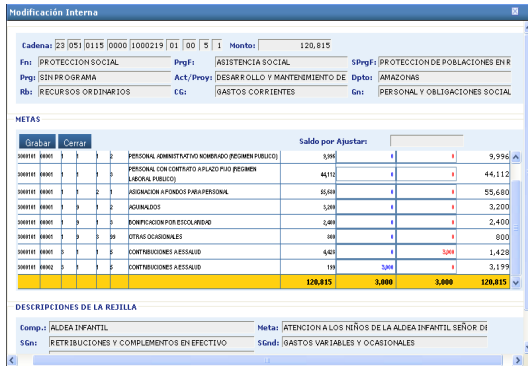 Modificación Interna
Cadena: 23 051 0115 0000 1000219 01 00 5 1 Monto: 120,815
Fn: PROTECCION SOCIAL PrgF: ASISTENCIA SOCIAL SPrgF: PROTECCION DE POBLACIONES EN R
Prg: SIN PROGRAMA Act/Proy: DESARROLLO Y MANTENIMIENTO DE Dpto: AMAZONAS
Rb: RECURSOS ORDINARIOS CG: GASTOS CORRIENTES Gn: PERSONAL Y OBLIGACIONES SOCIAL
METAS
Grabar Cerrar Saldo por Ajustar:
3000101 00001 1 1 1 2 PERSONAL ADMINISTRATIVO NOMBRADO (REGIMEN PUBLICO) 9,996 0 0 9,996
3000101 00001 1 1 1 3 PERSONAL CON CONTRATO A PLAZO FIJO (REGIMEN LABORAL PUBLICO) 44,112 0 0 44,112
3000101 00001 1 1 2 1 ASIGNACION A FONDOS PARA PERSONAL 55,680 0 0 55,680
3000101 00001 1 9 1 2 AGUINALDOS 3,200 0 0 3,200
3000101 00001 1 9 1 3 BONIFICACION POR ESCOLARIDAD 2,400 0 0 2,400
3000101 00001 1 9 3 99 OTRAS OCASIONALES 800 0 0 800
3000101 00001 3 1 1 5 CONTRIBUCIONES A ESSALUD 4,428 0 3,000 1,428
3000101 00002 3 1 1 5 CONTRIBUCIONES A ESSALUD 199 3,000 0 3,199
120,815 3,000 3,000 120,815
DESCRIPCIONES DE LA REJILLA
Comp.: ALDEA INFANTIL Meta: ATENCION A LOS NIÑOS DE LA ALDEA INFANTIL SEÑOR DE
SGn: RETRIBUCIONES Y COMPLEMENTOS EN EFECTIVO SGnd: GASTOS VARIABLES Y OCASIONALES